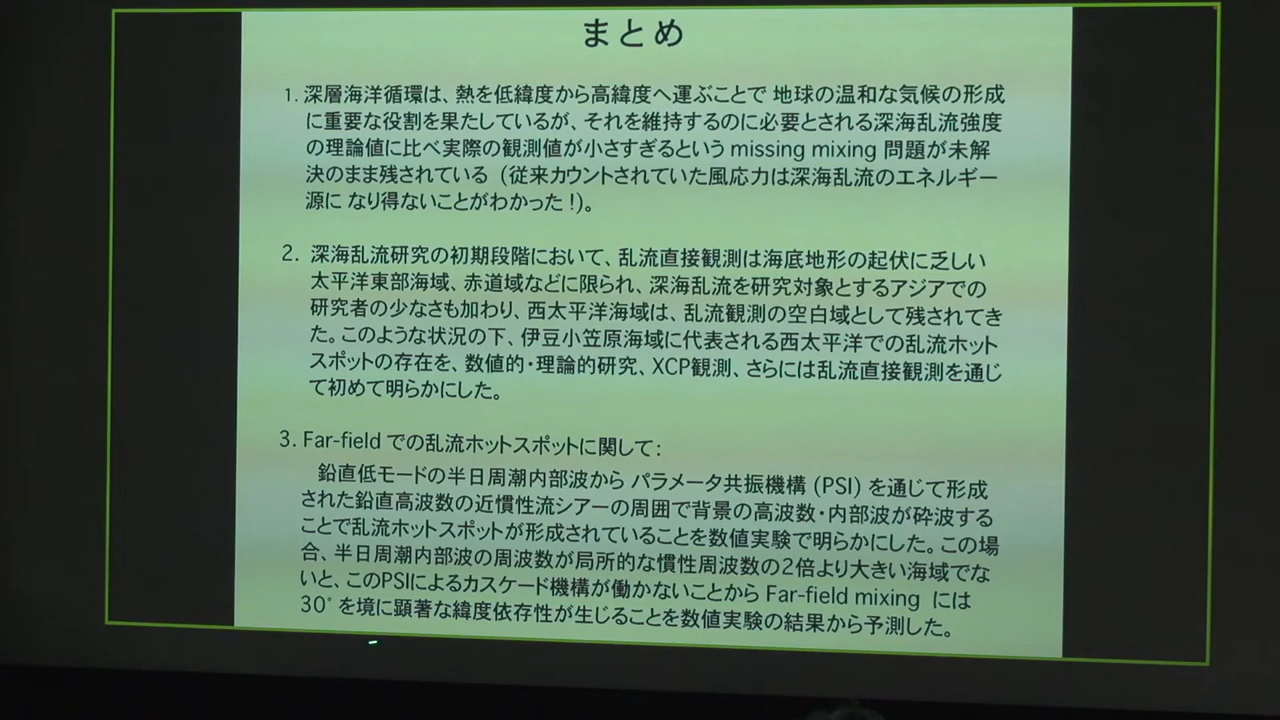 まとめ
1. 深層海洋循環は、熱を低緯度から高緯度へ運ぶことで 地球の温和な気候の形成
に重要な役割を果たしているが、それを維持するのに必要とされる深海乱流強度
の理論値に比べ実際の観測値が小さすぎるという missing mixing 問題が未解
決のまま残されている (従来カウントされていた風応力は深海乱流のエネルギー
源に なり得ないことがわかった!)。
2. 深海乱流研究の初期段階において、乱流直接観測は海底地形の起伏に乏しい
太平洋東部海域、赤道域などに限られ、深海乱流を研究対象とするアジアでの
研究者の少なさも加わり、西太平洋海域は、乱流観測の空白域として残されてき
た。このような状況の下、伊豆小笠原海域に代表される西太平洋での乱流ホット
スポットの存在を、数値的・理論的研究、XCP観測、さらには乱流直接観測を通じ
て初めて明らかにした。
3. Far-field での乱流ホットスポットに関して:
鉛直低モードの半日周潮内部波から パラメータ共振機構 (PSI) を通じて形成
された鉛直高波数の近慣性流シアーの周囲で背景の高波数・内部波が砕波する
ことで乱流ホットスポットが形成されていることを数値実験で明らかにした。この場
合、半日周潮内部波の周波数が局所的な慣性周波数の2倍より大きい海域でな
いと、このPSIによるカスケード機構が働かないことから Far-field mixing には
30°を境に顕著な緯度依存性が生じることを数値実験の結果から予測した。